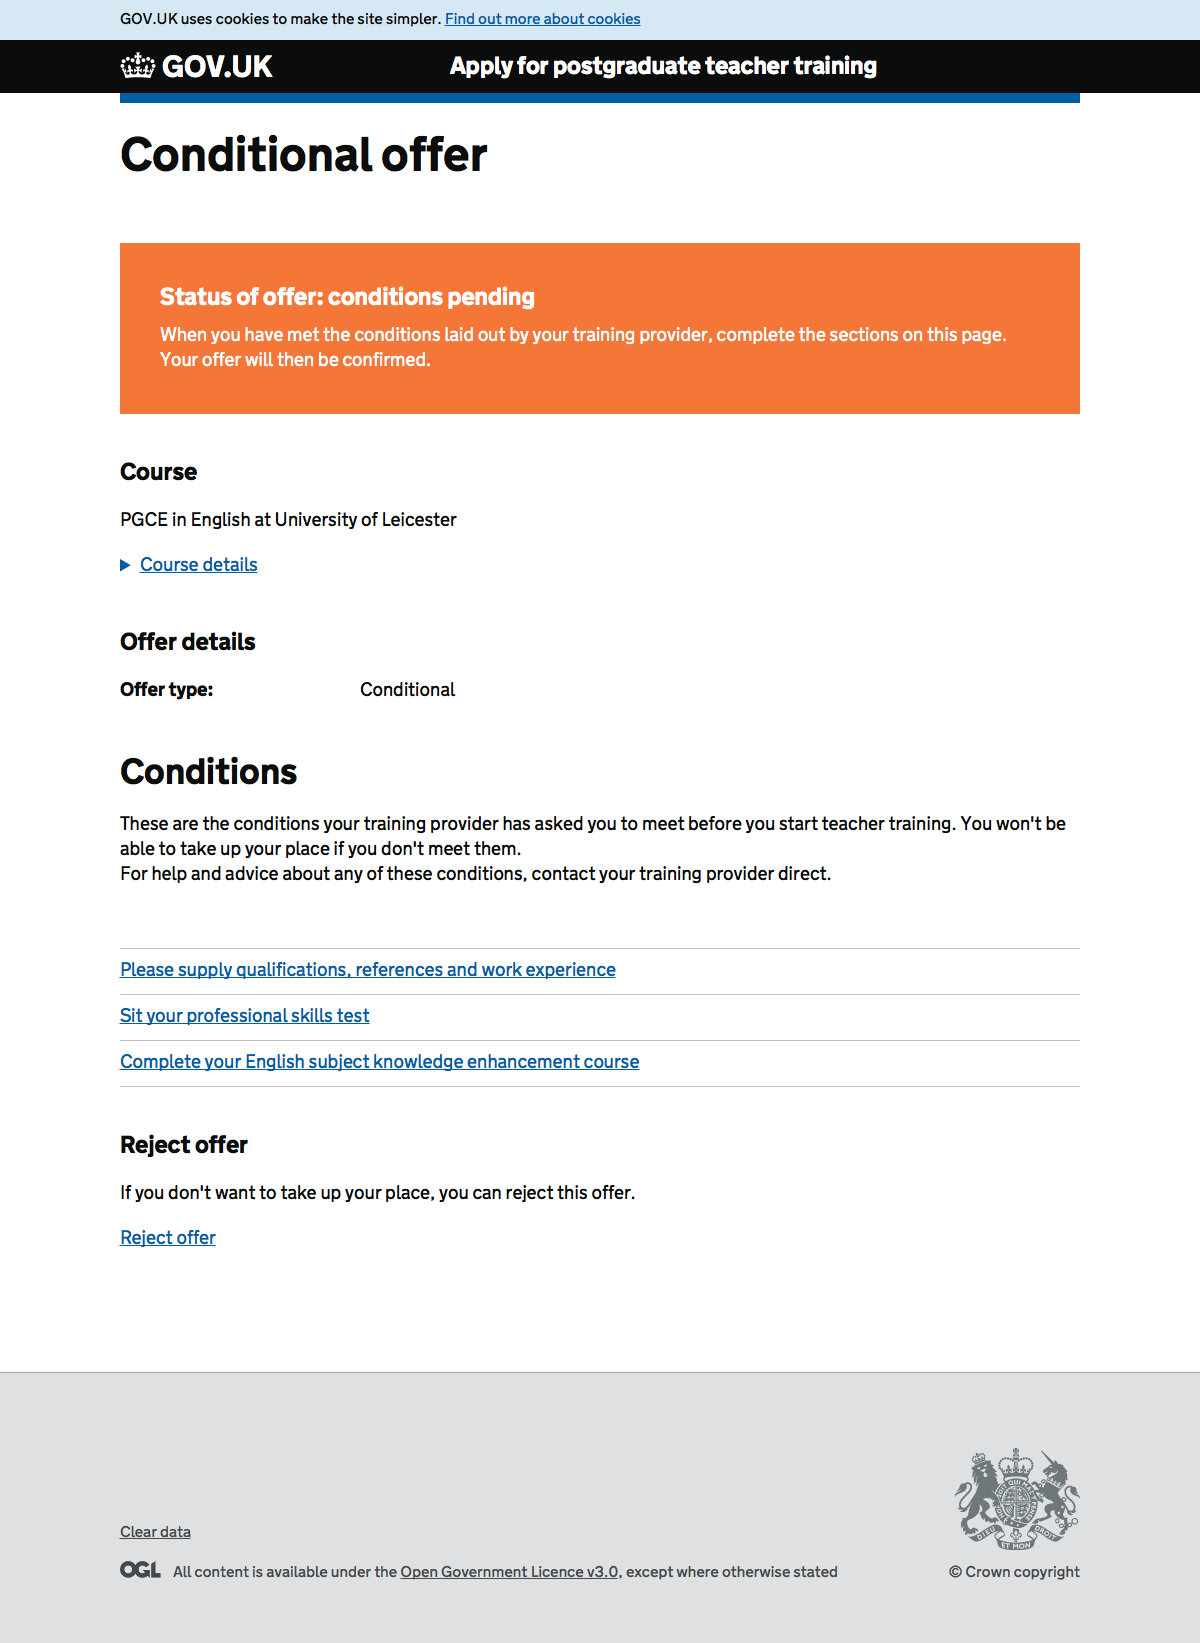 GOV.UK uses cookies to make the site simpler. Find out more about cookies
GOV.UK
Apply for postgraduate teacher training
Conditional offer
Status of offer: conditions pending
When you have met the conditions laid out by your training provider, complete the sections on this page.
Your offer will then be confirmed.
Course
PGCE in English at University of Leicester
Course details
Offer details
Offer type: Conditional
Conditions
These are the conditions your training provider has asked you to meet before you start teacher training. You won't be
able to take up your place if you don't meet them.
For help and advice about any of these conditions, contact your training provider direct.
Please supply qualifications, references and work experience
Sit your professional skills test
Complete your English subject knowledge enhancement course
Reject offer
If you don't want to take up your place, you can reject this offer.
Reject offer
DIEU ET MON DROIT
Clear data
OGL All content is available under the Open Government Licence v3.0, except where otherwise stated
© Crown copyright